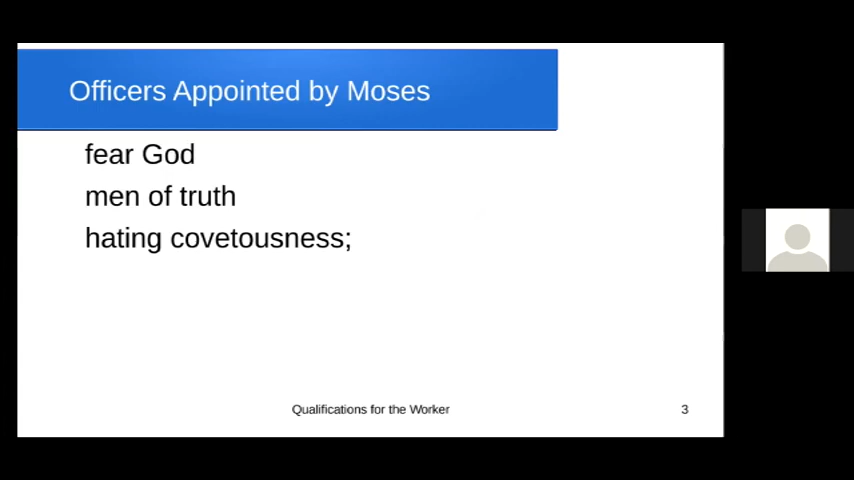 Officers Appointed by Moses
fear God
men of truth
hating covetousness;
Qualifications for the Worker
3